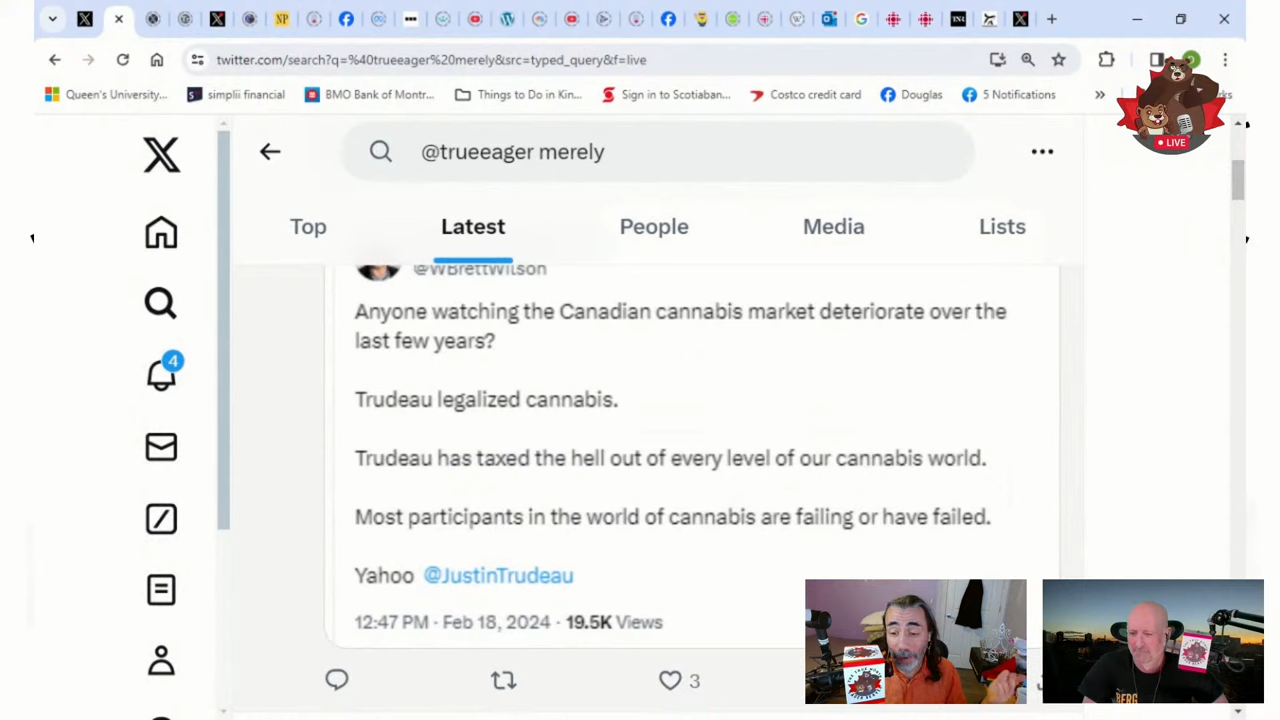 NP
twitter.com/search?q=%40trueeager%20merely&src=typed_query&f=live
Queen's University...
simplii financial
BMO Bank of Montr...
Things to Do in Kin...
Sign in to Scotiaban...
Costco credit card
Douglas
5 Notifications
»
LIVE
@trueeager merely
Top
Latest
People
Media
Lists
4
@WBrettWilson
Anyone watching the Canadian cannabis market deteriorate over the
last few years?
Trudeau legalized cannabis.
Trudeau has taxed the hell out of every level of our cannabis world.
Most participants in the world of cannabis are failing or have failed.
Yahoo @JustinTrudeau
12:47 PM · Feb 18, 2024 · 19.5K Views
3